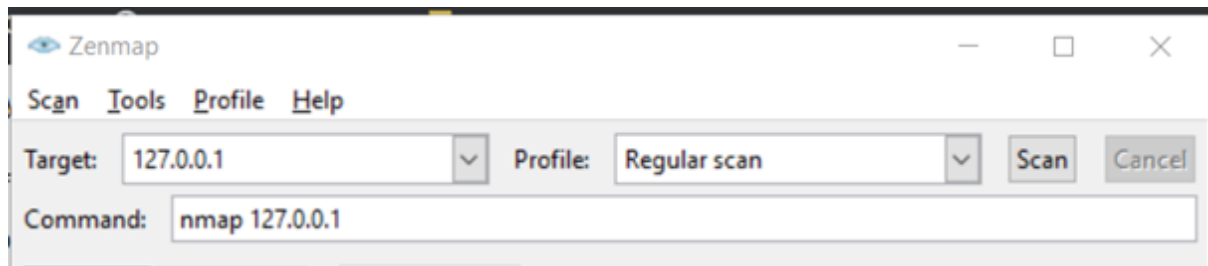 Zenmap
Scan Tools Profile Help
Target: 127.0.0.1 Profile: Regular scan Scan Cancel
Command: nmap 127.0.0.1